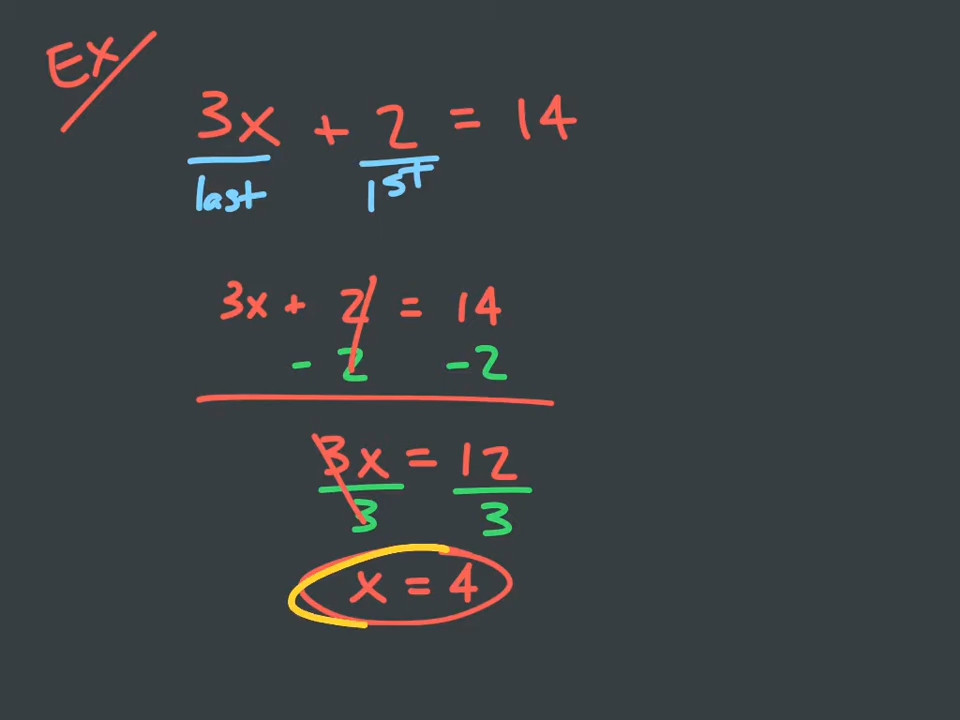 EX
3x + 2 = 14
last 1st
3x + 2 = 14
- 2 -2
3x = 12
3 3
x = 4